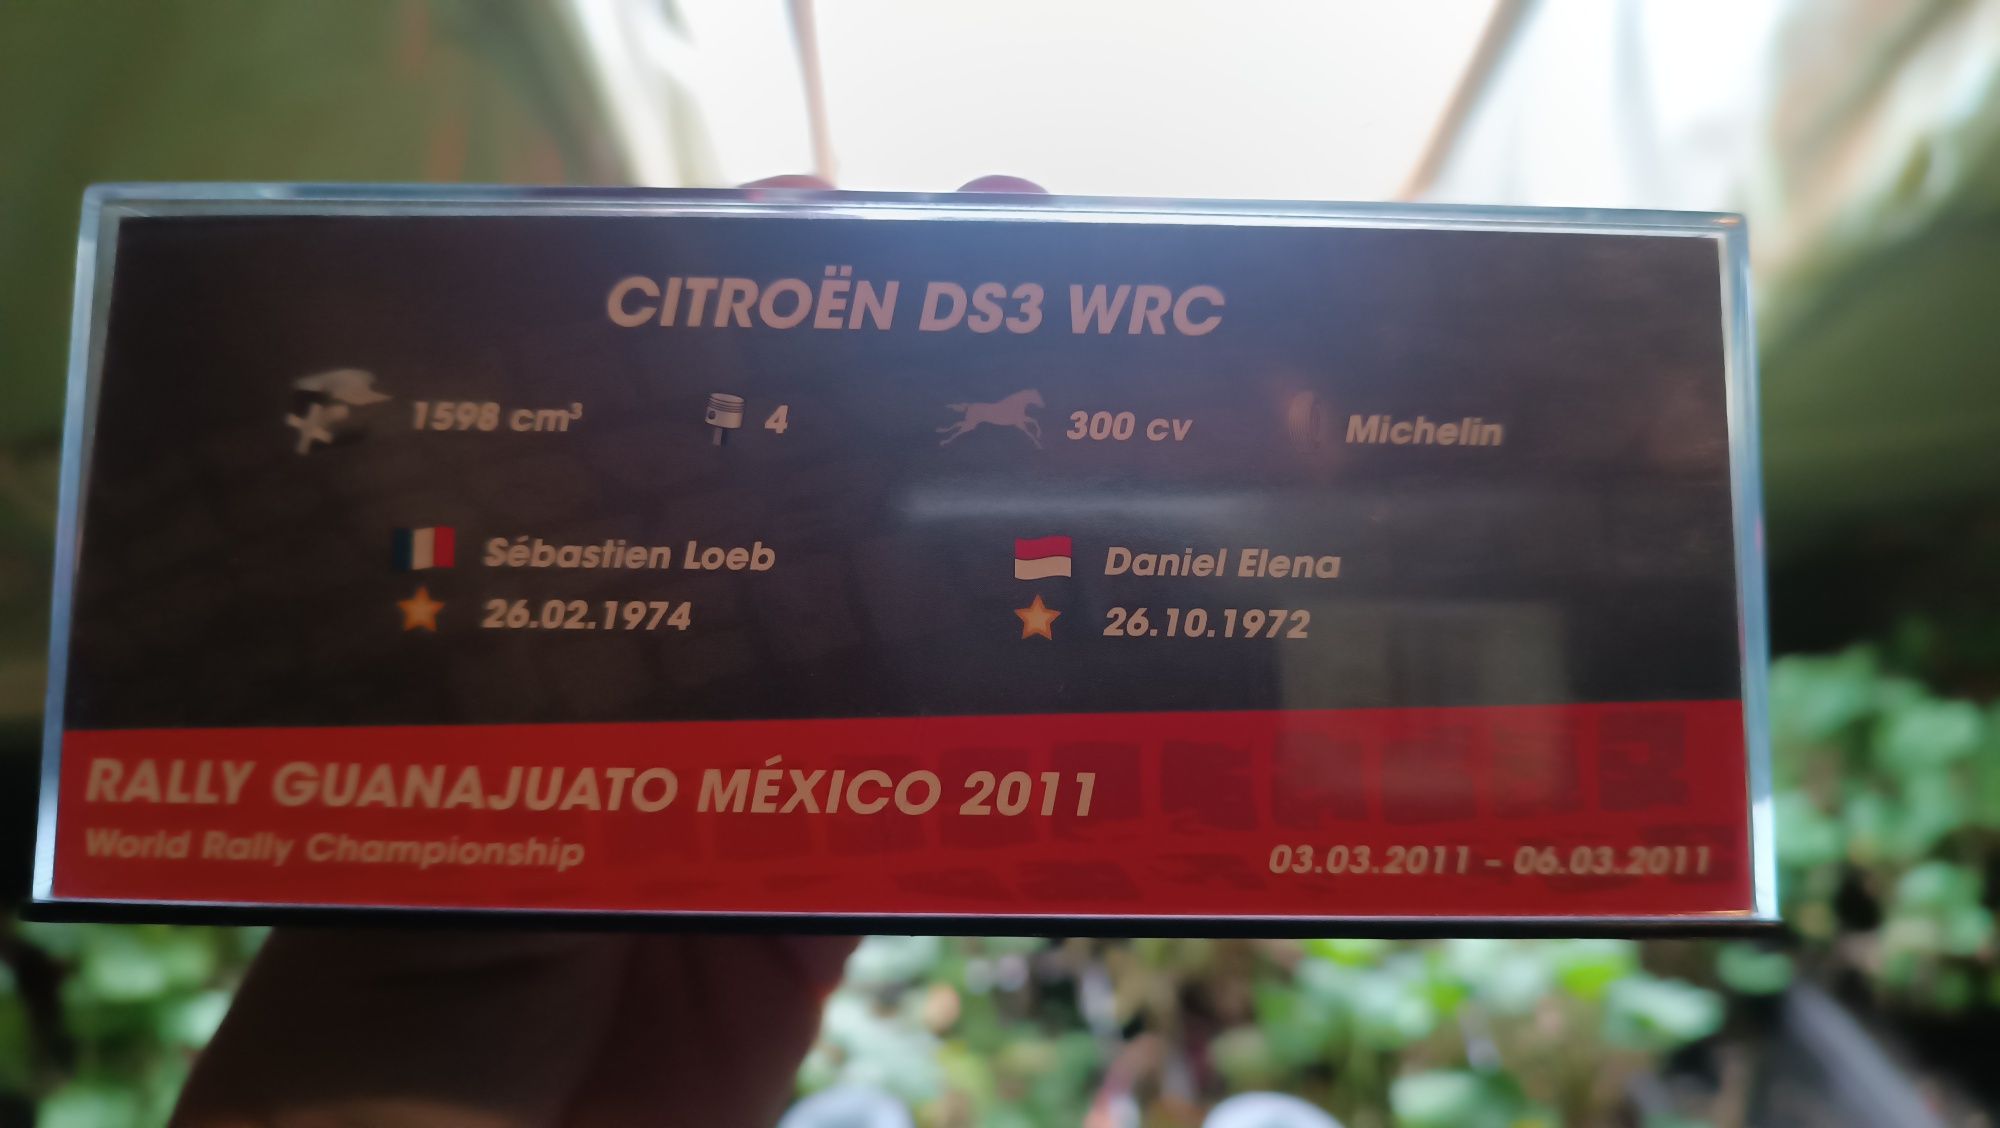 CITROËN DS3 WRC
1598 cm³ 4 300 cv Michelin
Sébastien Loeb Daniel Elena
26.02.1974 26.10.1972
RALLY GUANAJUATO MÉXICO 2011
World Rally Championship 03.03.2011 - 06.03.2011